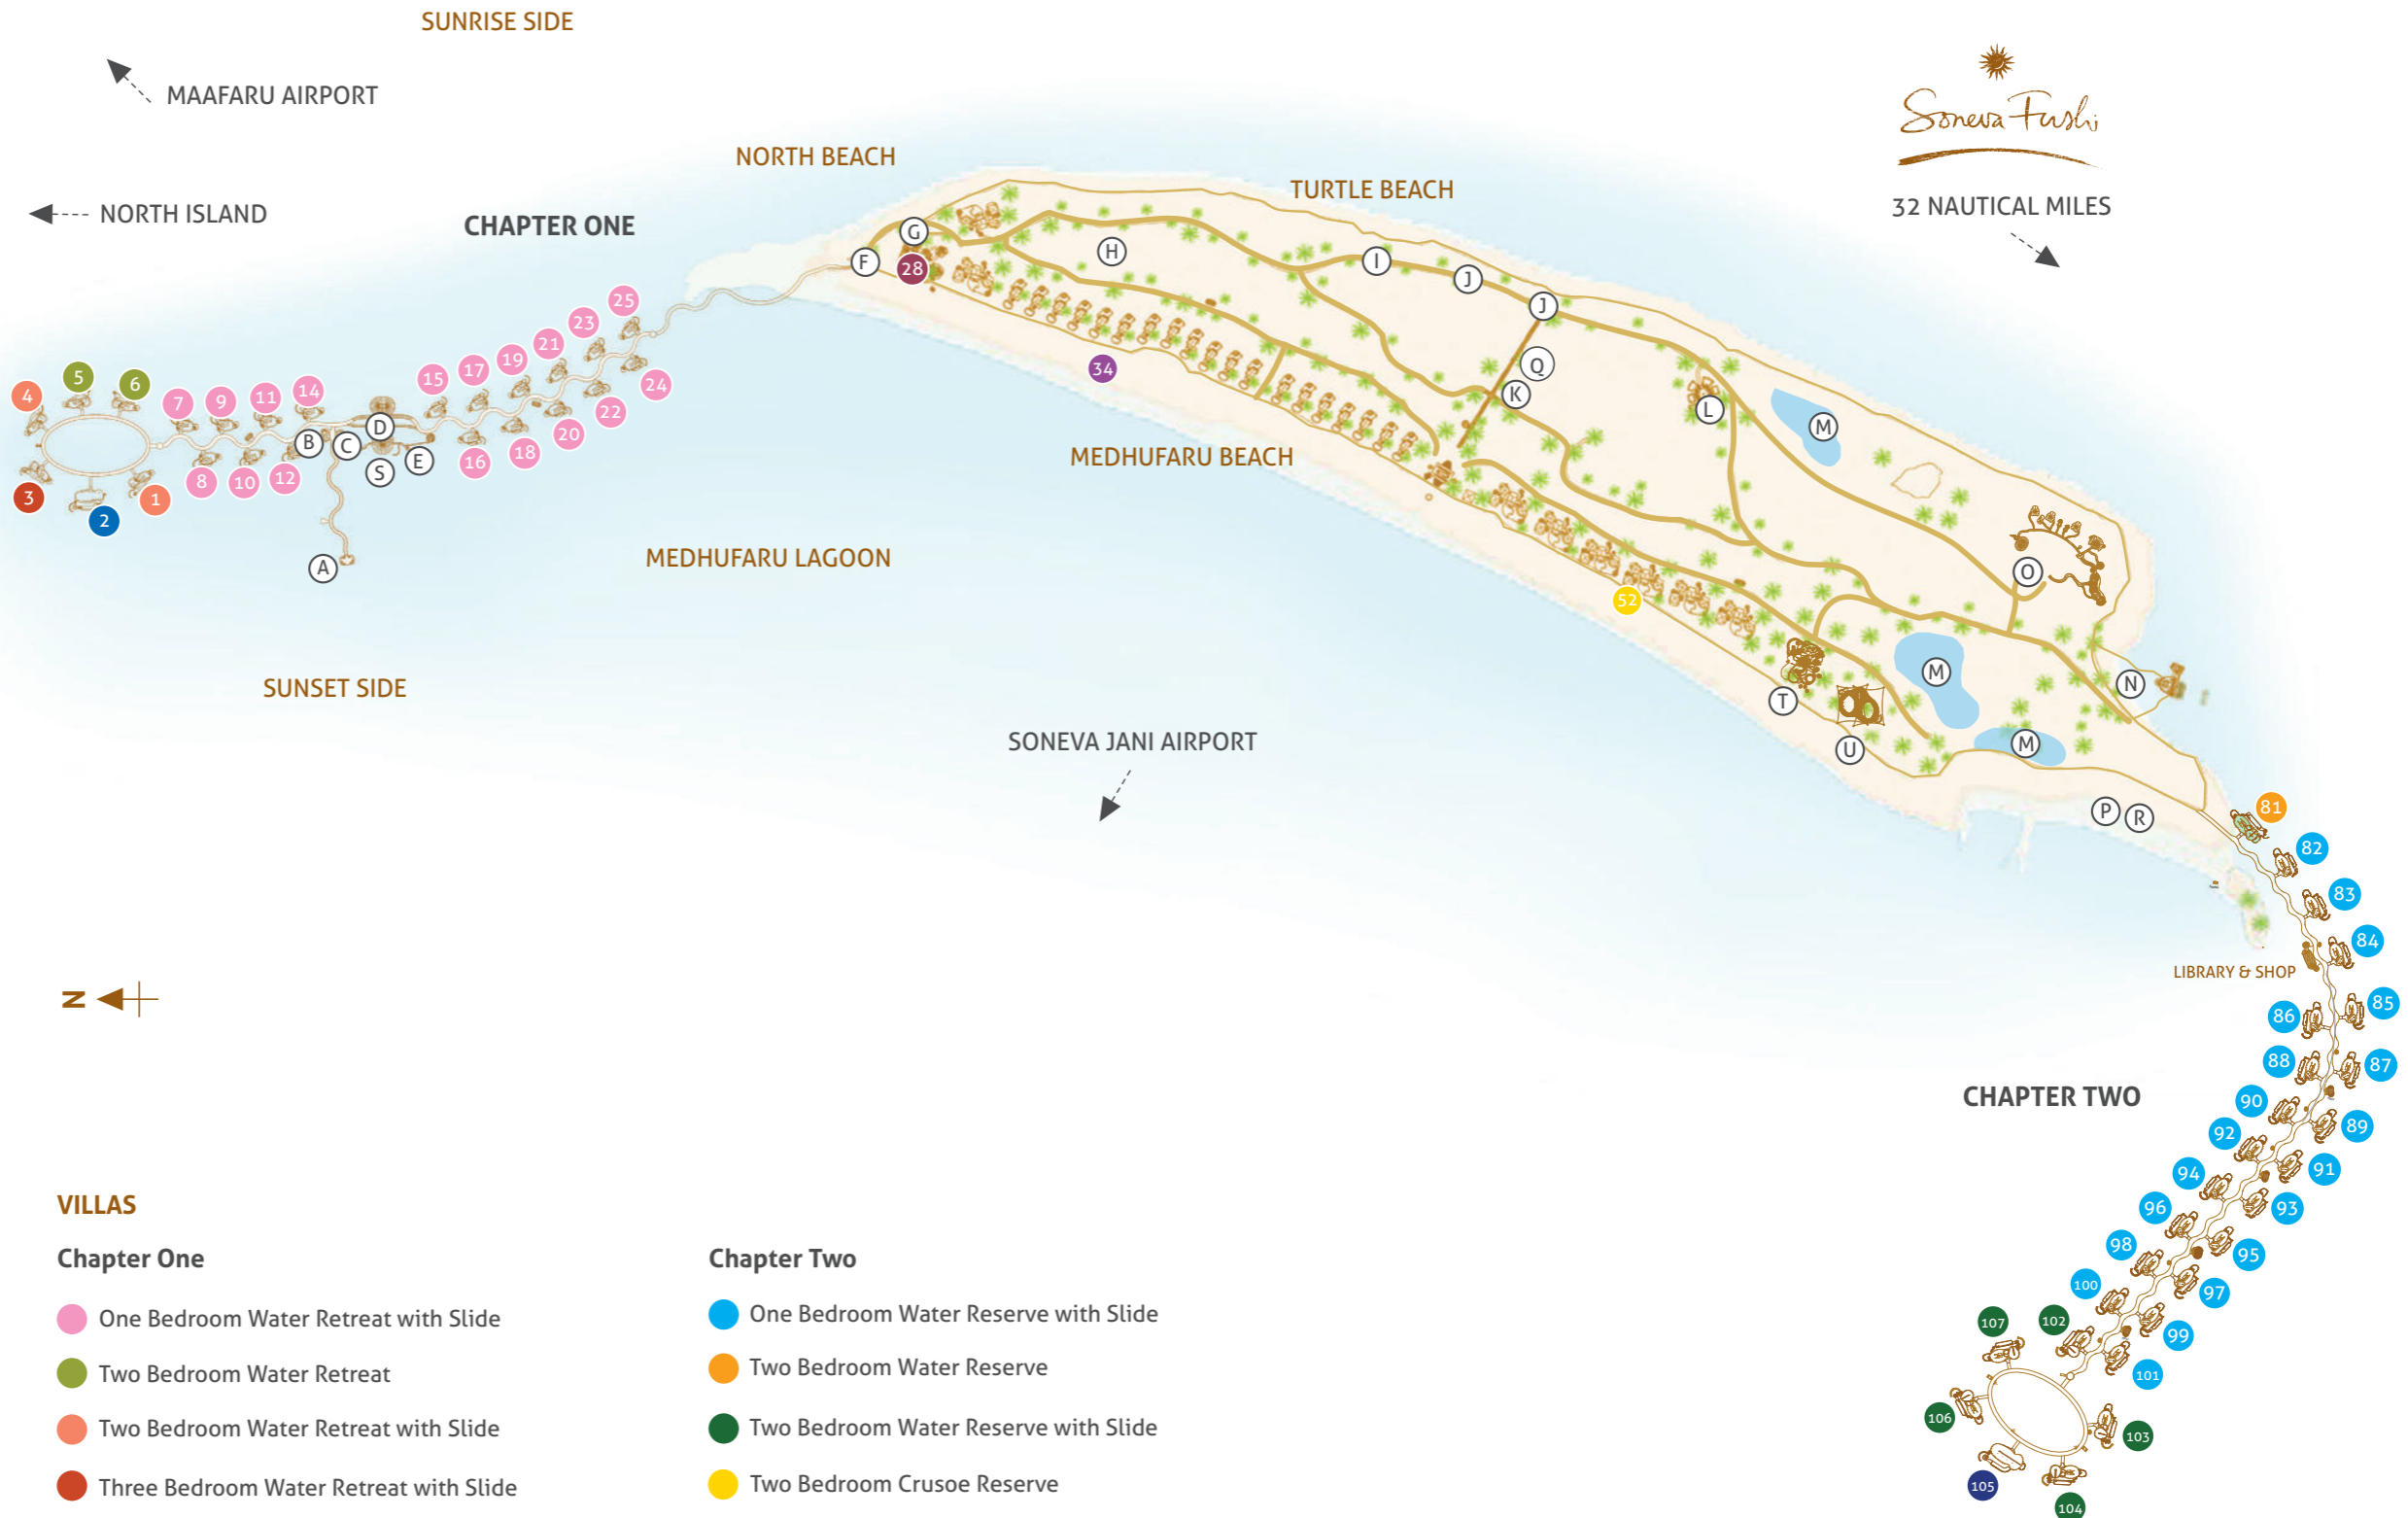 SUNRISE SIDE
MAAFARU AIRPORT
NORTH ISLAND
CHAPTER ONE
NORTH BEACH
TURTLE BEACH
Soneva Fushi
32 NAUTICAL MILES
G
F
28
H
I
J
J
Q
K
L
M
34
25
23
21
19
17
15
24
22
20
18
16
5
6
4
7
9
11
14
B
C
D
S
E
3
2
1
8
10
12
A
MEDHUFARU BEACH
MEDHUFARU LAGOON
SUNSET SIDE
SONEVA JANI AIRPORT
52
O
M
N
T
U
M
P
R
81
82
83
84
LIBRARY & SHOP
N
85
86
88
87
CHAPTER TWO
90
89
92
91
94
93
96
95
98
97
100
99
107
102
101
106
103
105
104
VILLAS
Chapter One
One Bedroom Water Retreat with Slide
Two Bedroom Water Retreat
Two Bedroom Water Retreat with Slide
Three Bedroom Water Retreat with Slide
Chapter Two
One Bedroom Water Reserve with Slide
Two Bedroom Water Reserve
Two Bedroom Water Reserve with Slide
Two Bedroom Crusoe Reserve